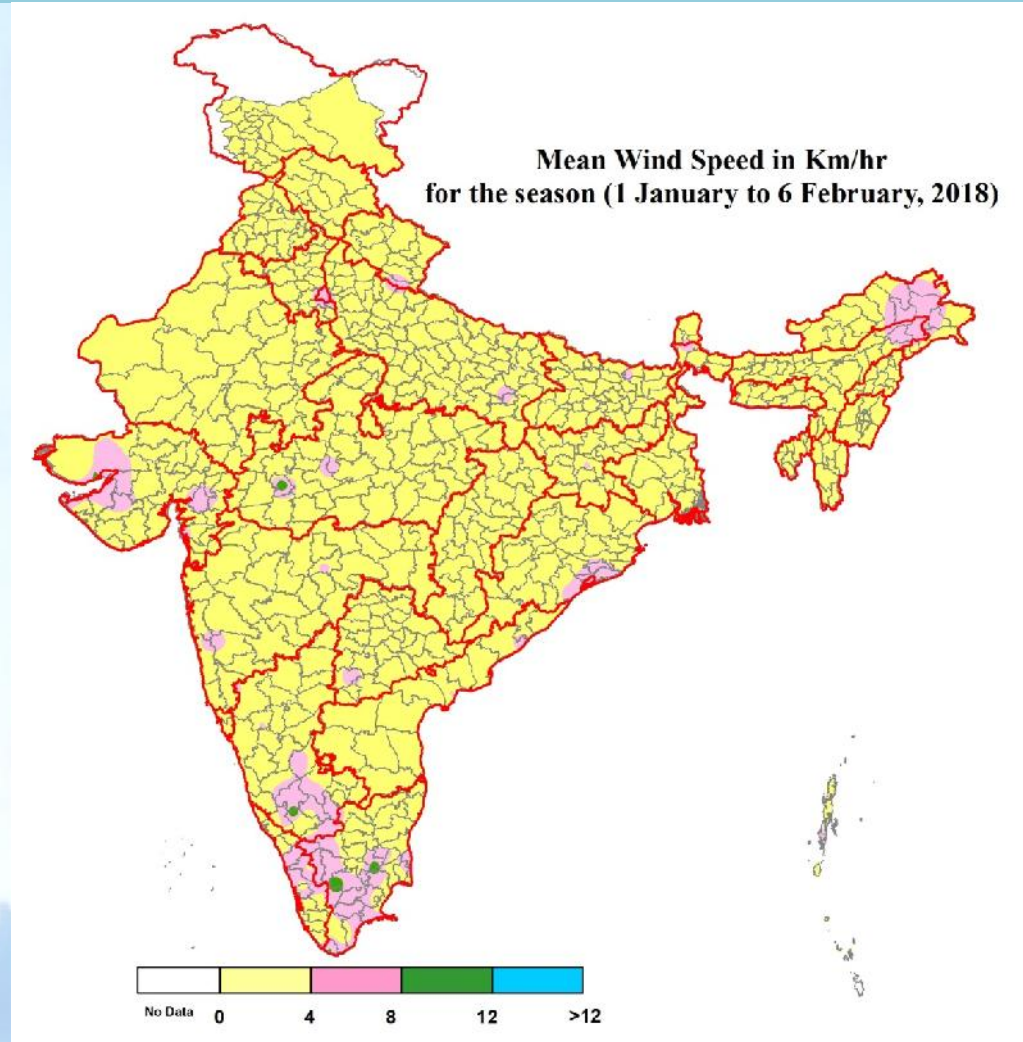 Mean Wind Speed in Km/hr
for the season (1 January to 6 February, 2018)
No Data 0 4 8 12 >12